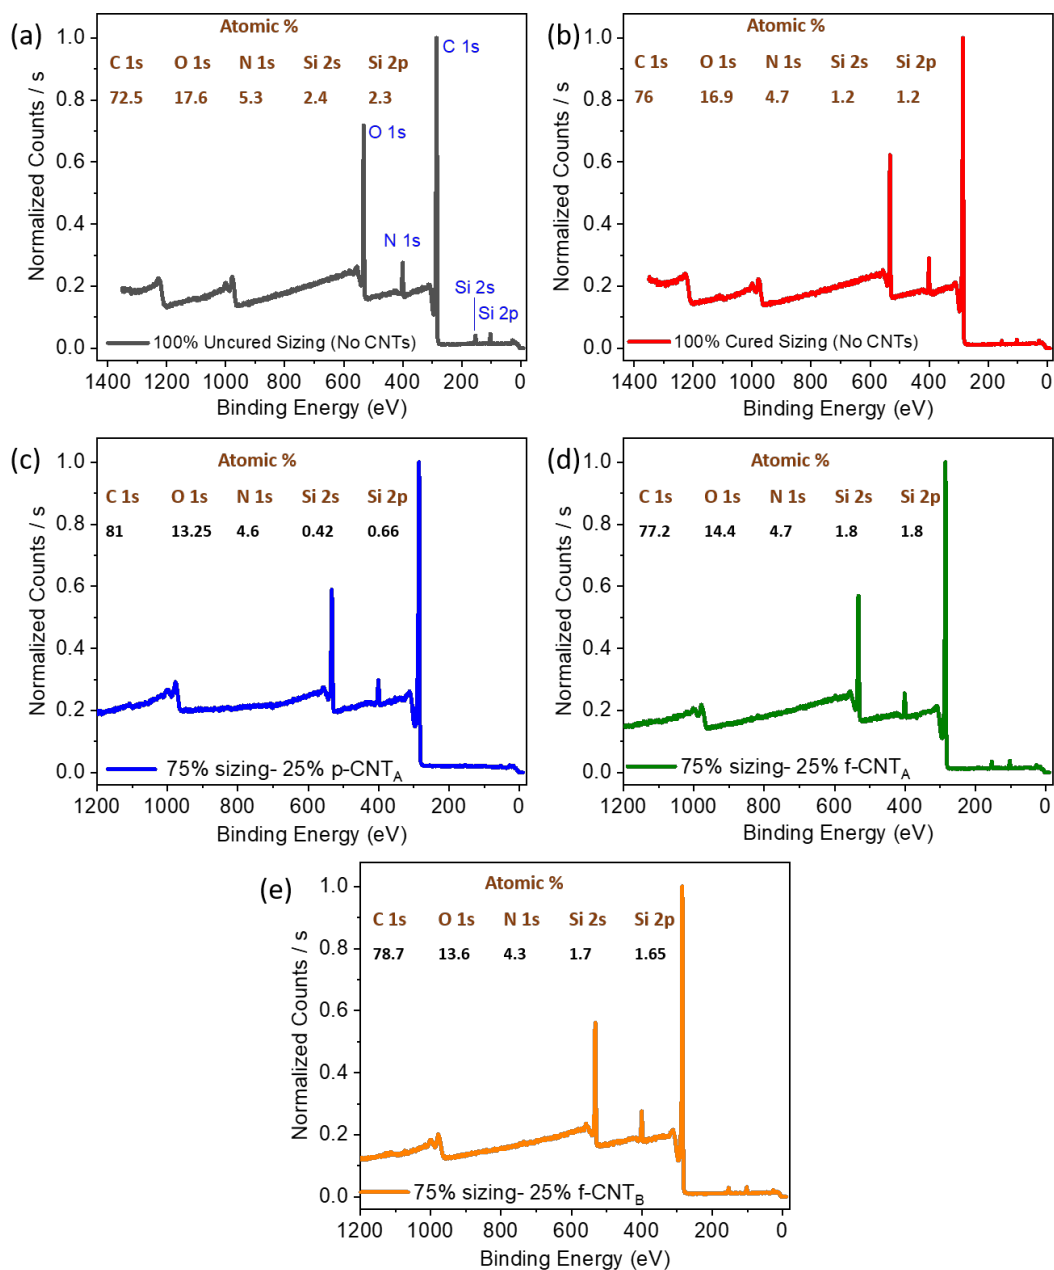 (a)
Atomic %
C 1s O 1s N 1s Si 2s Si 2p
72.5 17.6 5.3 2.4 2.3
C 1s
O 1s
N 1s
Si 2s
Si 2p
100% Uncured Sizing (No CNTs)
Normalized Counts / s
1.0
0.8
0.6
0.4
0.2
0.0
1400 1200 1000 800 600 400 200 0
Binding Energy (eV)
(b)
Atomic %
C 1s O 1s N 1s Si 2s Si 2p
76 16.9 4.7 1.2 1.2
100% Cured Sizing (No CNTs)
Normalized Counts / s
1.0
0.8
0.6
0.4
0.2
0.0
1400 1200 1000 800 600 400 200 0
Binding Energy (eV)
(c)
Atomic %
C 1s O 1s N 1s Si 2s Si 2p
81 13.25 4.6 0.42 0.66
75% sizing- 25% p-CNTA
Normalized Counts / s
1.0
0.8
0.6
0.4
0.2
0.0
1200 1000 800 600 400 200 0
Binding Energy (eV)
(d)
Atomic %
C 1s O 1s N 1s Si 2s Si 2p
77.2 14.4 4.7 1.8 1.8
75% sizing- 25% f-CNTA
Normalized Counts / s
1.0
0.8
0.6
0.4
0.2
0.0
1200 1000 800 600 400 200 0
Binding Energy (eV)
(e)
Atomic %
C 1s O 1s N 1s Si 2s Si 2p
78.7 13.6 4.3 1.7 1.65
75% sizing- 25% f-CNTB
Normalized Counts / s
1.0
0.8
0.6
0.4
0.2
0.0
1200 1000 800 600 400 200 0
Binding Energy (eV)